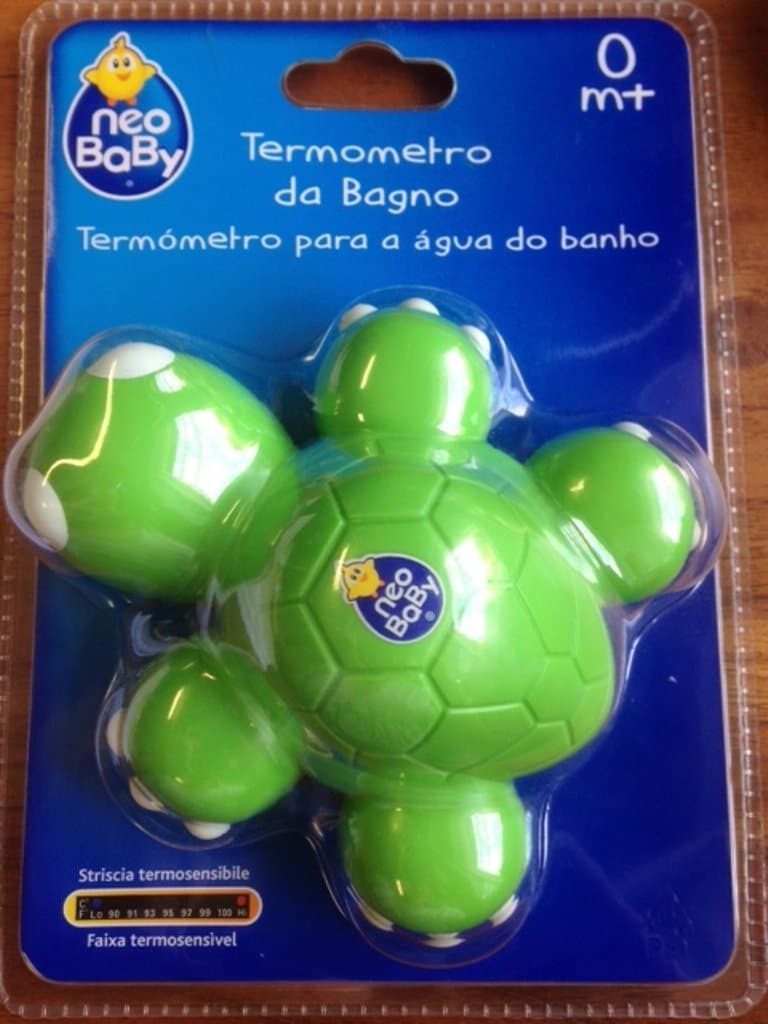 neo
BaBy
0
m+
Termometro
da Bagno
Termómetro para a água do banho
neo
BaBy
Striscia termosensibile
C°
F Lo 90 91 93 95 97 99 100 Hi
Faixa termosensivel